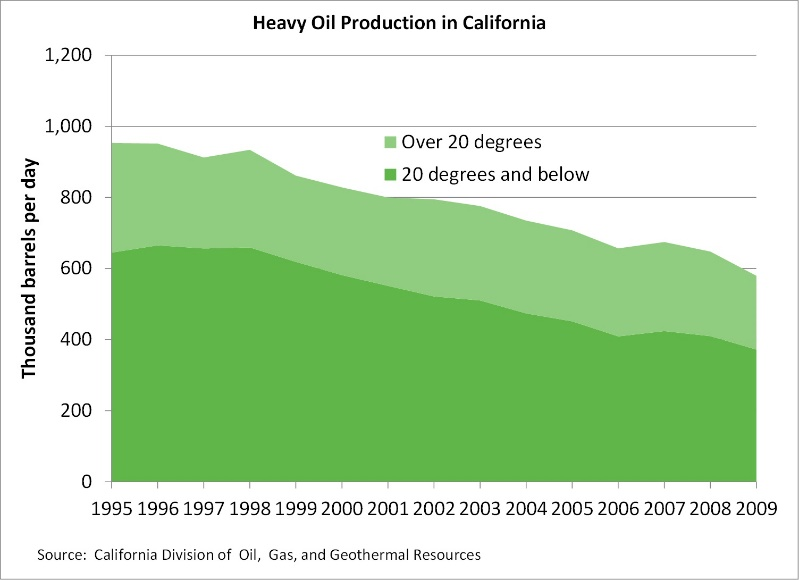 Heavy Oil Production in California
1,200
1,000
800
600
400
200
0
Thousand barrels per day
Over 20 degrees
20 degrees and below
1995 1996 1997 1998 1999 2000 2001 2002 2003 2004 2005 2006 2007 2008 2009
Source: California Division of Oil, Gas, and Geothermal Resources